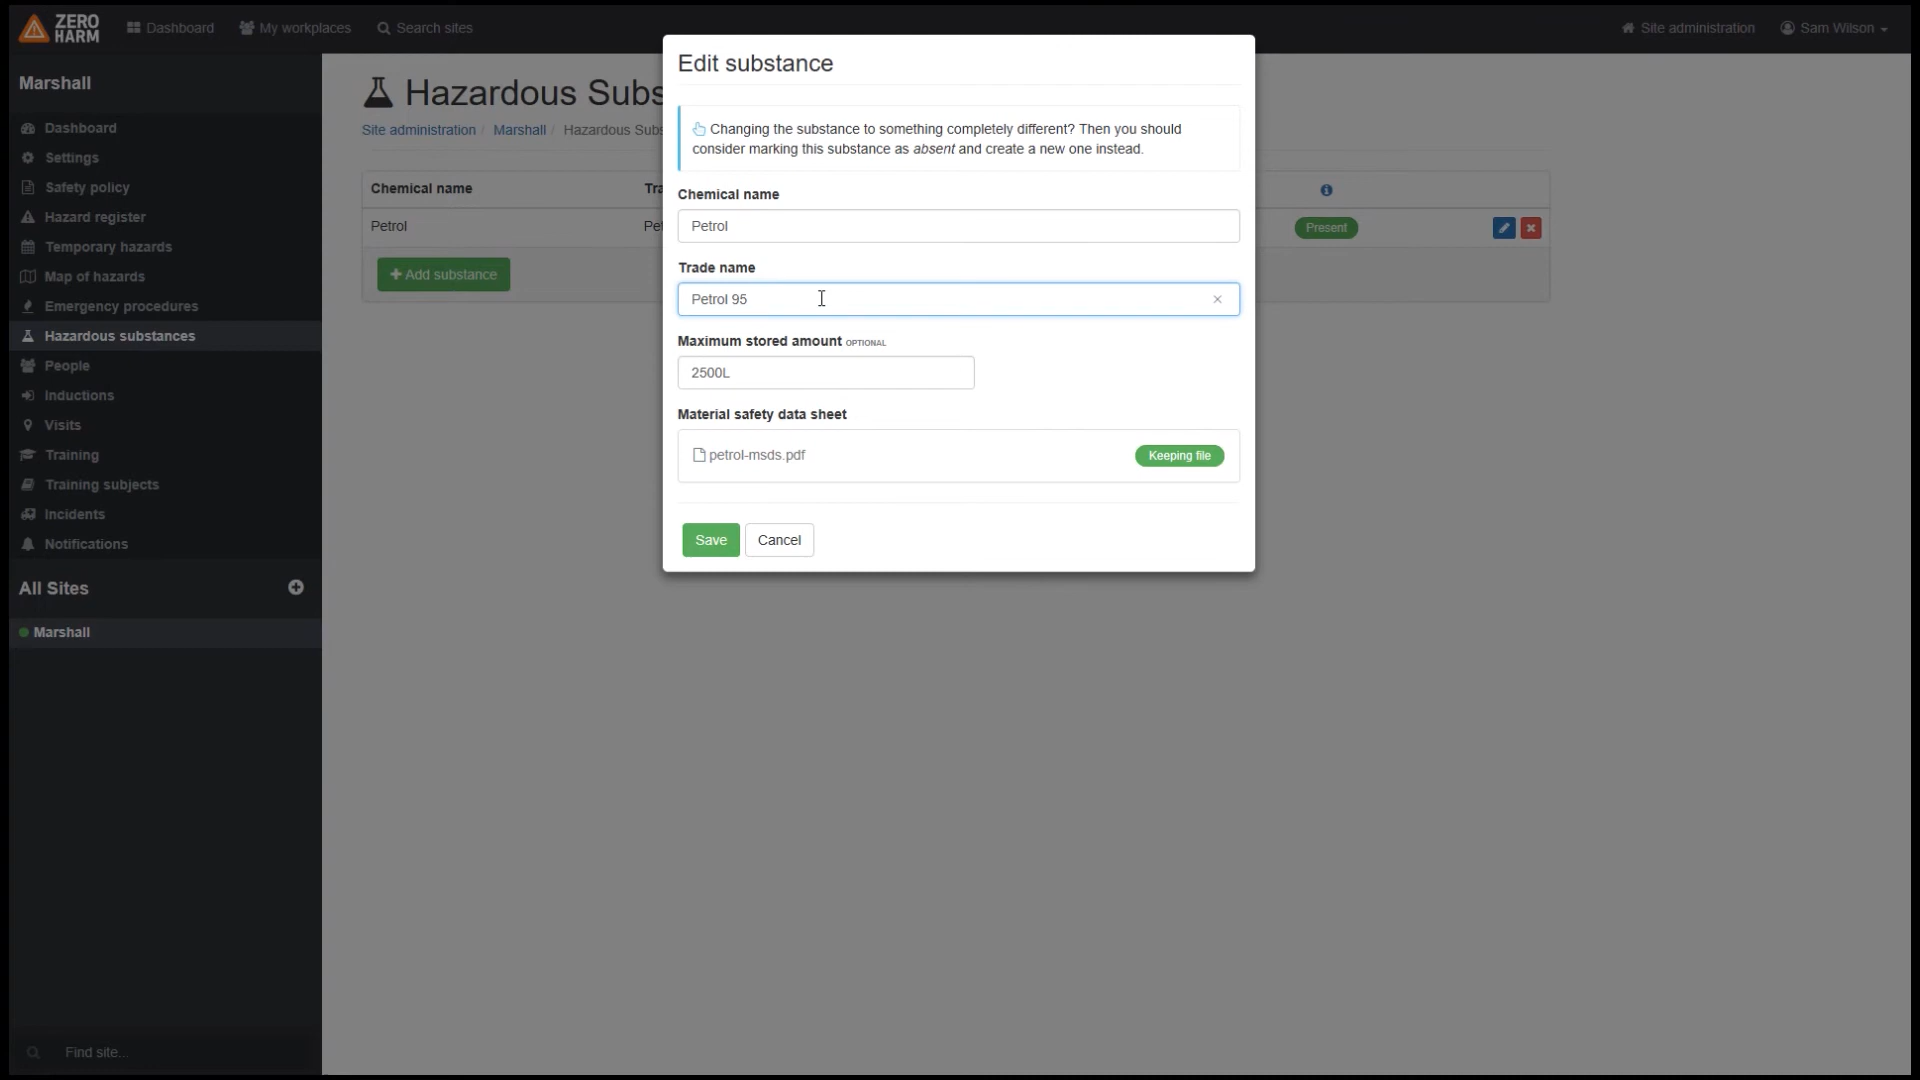 ZERO HARM
Dashboard
My workplaces
Search sites
Site administration
Sam Wilson
Marshall
Dashboard
Settings
Safety policy
Hazard register
Temporary hazards
Map of hazards
Emergency procedures
Hazardous substances
People
Inductions
Visits
Training
Training subjects
Incidents
Notifications
All Sites
Marshall
Find site...
Hazardous Subs
Site administration / Marshall / Hazardous Subs
Chemical name
Tra
Petrol
Pet
Present
+ Add substance
Edit substance
Changing the substance to something completely different? Then you should
consider marking this substance as absent and create a new one instead.
Chemical name
Petrol
Trade name
Petrol 95
×
Maximum stored amount OPTIONAL
2500L
Material safety data sheet
petrol-msds.pdf
Keeping file
Save
Cancel